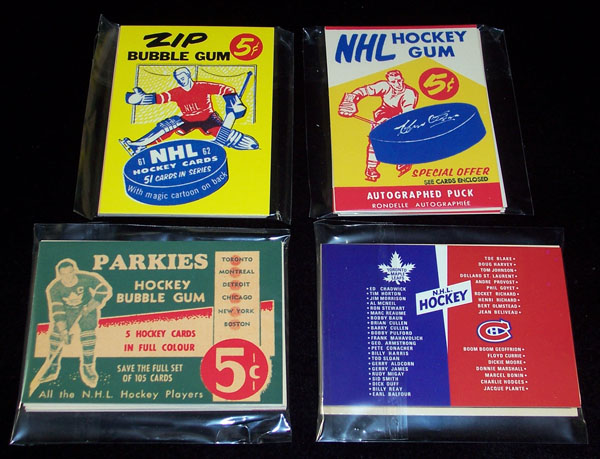 ZIP
BUBBLE GUM
5¢
NHL
61 NHL 62
HOCKEY CARDS
51 CARDS IN SERIES
With magic cartoon on back
NHL HOCKEY
GUM
5¢
SPECIAL OFFER
SEE CARDS ENCLOSED
AUTOGRAPHED PUCK
RONDELLE AUTOGRAPHIÉE
PARKIES
HOCKEY
BUBBLE GUM
TORONTO
MONTREAL
DETROIT
CHICAGO
NEW YORK
BOSTON
5 HOCKEY CARDS
IN FULL COLOUR
SAVE THE FULL SET
OF 105 CARDS
5¢
All the N.H.L. Hockey Players
TORONTO
MAPLE
LEAFS
ED CHADWICK
TIM HORTON
JIM MORRISON
AL MCNEIL
RON STEWART
MARC REAUME
BOBBY BAUN
BRIAN CULLEN
BARRY CULLEN
BOBBY PULFORD
FRANK MAHAVOLICH
GEO. ARMSTRONG
PETE CONACHER
BILLY HARRIS
TOD SLOAN
GERRY ALDCORN
GERRY JAMES
RUDY MIGAY
SID SMITH
DICK DUFF
BILLY REAY
EARL BALFOUR
N.H.L.
HOCKEY
TOE BLAKE
DOUG HARVEY
TOM JOHNSON
DOLLARD ST. LAURENT
ANDRE PROVOST
PHIL GOYET
ROCKET RICHARD
HENRI RICHARD
BERT OLMSTEAD
JEAN BELIVEAU
BOOM BOOM GEOFFRION
FLOYD CURRIE
DICKIE MOORE
DONNIE MARSHALL
MARCEL BONIN
CHARLIE HODGES
JACQUE PLANTE